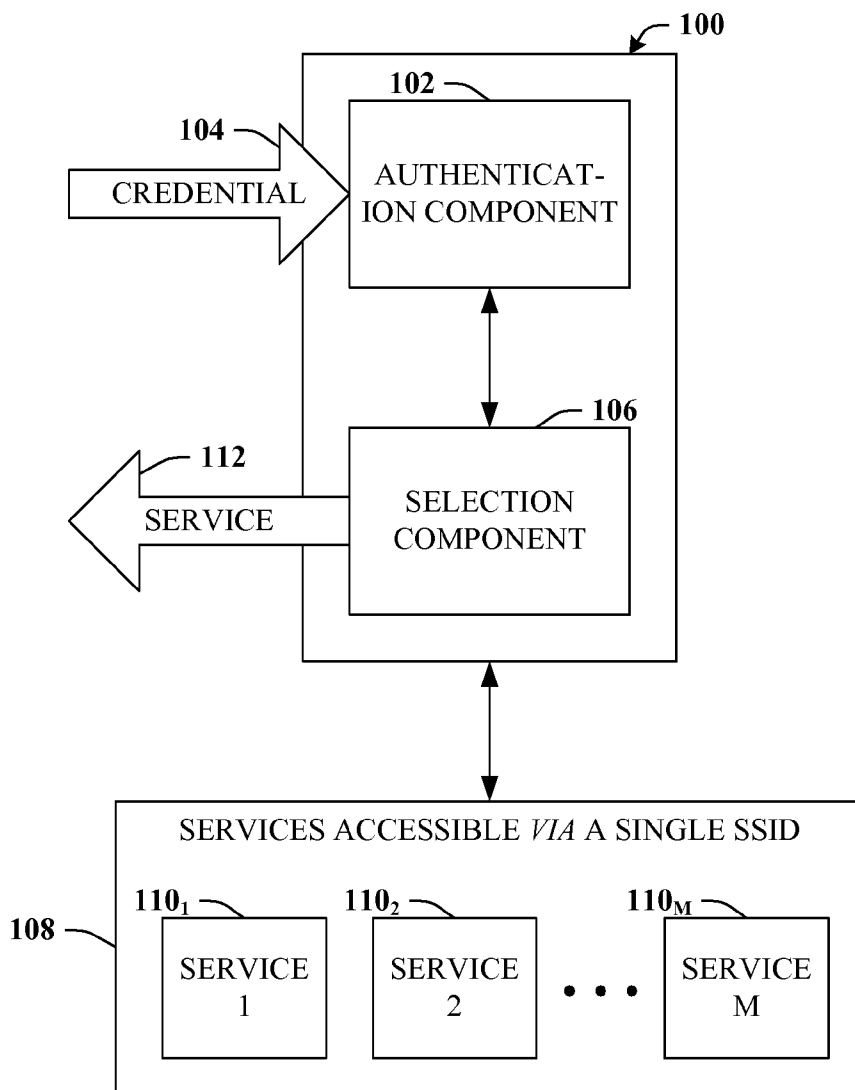 100
102
104
CREDENTIAL
AUTHENTICAT-
ION COMPONENT
106
112
SERVICE
SELECTION
COMPONENT
SERVICES ACCESSIBLE VIA A SINGLE SSID
108
110₁
110₂
110M
SERVICE
1
SERVICE
2
• • •
SERVICE
M